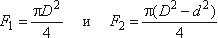 F₁ = πD²/4 и F₂ = π(D² − d²)/4